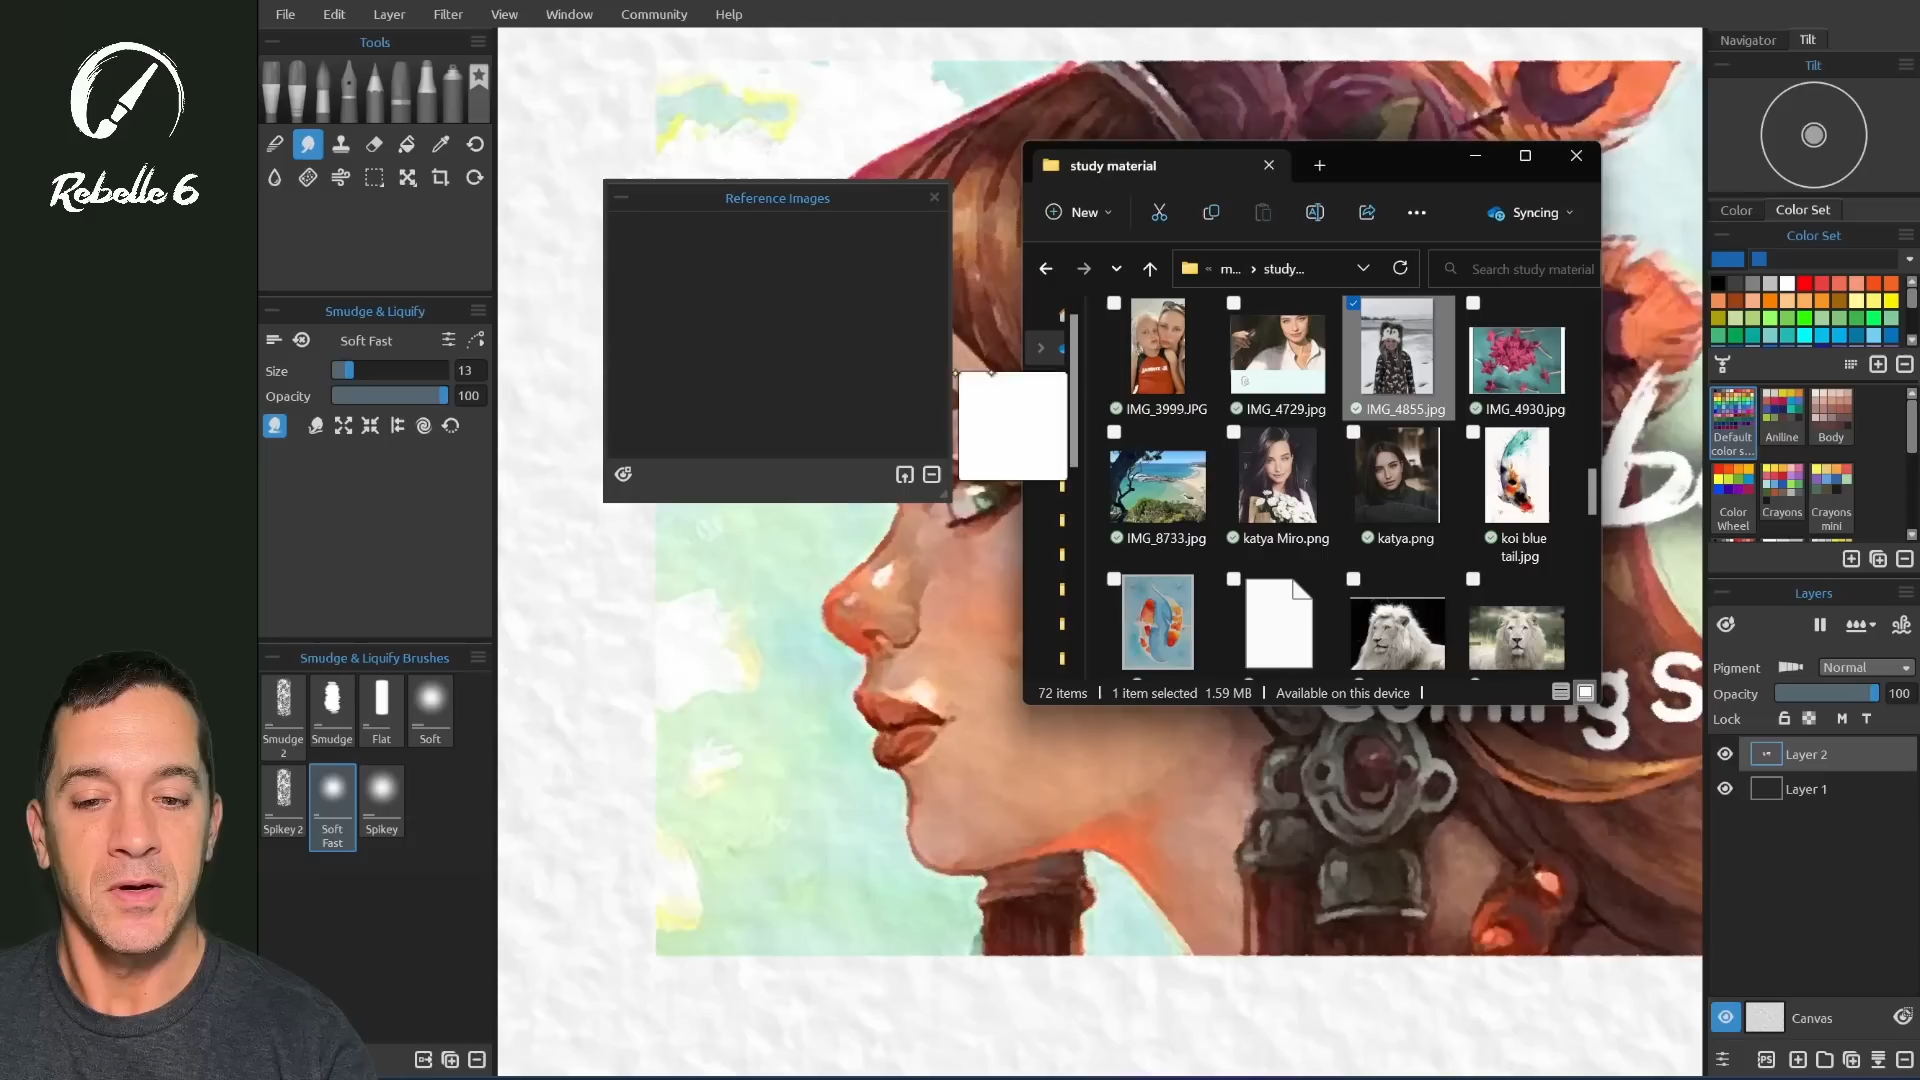 Rebelle 6
File Edit Layer Filter View Window Community Help
Tools
Smudge & Liquify
Soft Fast
Size 13
Opacity 100
Smudge & Liquify Brushes
Smudge 2
Smudge
Flat
Soft
Spikey 2
Soft Fast
Spikey
Reference Images
study material
New
Syncing
m... study...
Search study material
IMG_3999.JPG
IMG_4729.jpg
IMG_4855.jpg
IMG_4930.jpg
IMG_8733.jpg
katya Miro.png
katya.png
koi blue tail.jpg
72 items 1 item selected 1.59 MB Available on this device
Navigator Tilt
Tilt
Color Color Set
Color Set
Default color s...
Aniline
Body
Color Wheel
Crayons
Crayons mini
Layers
Pigment Normal
Opacity 100
Lock M T
Layer 2
Layer 1
Canvas
PS